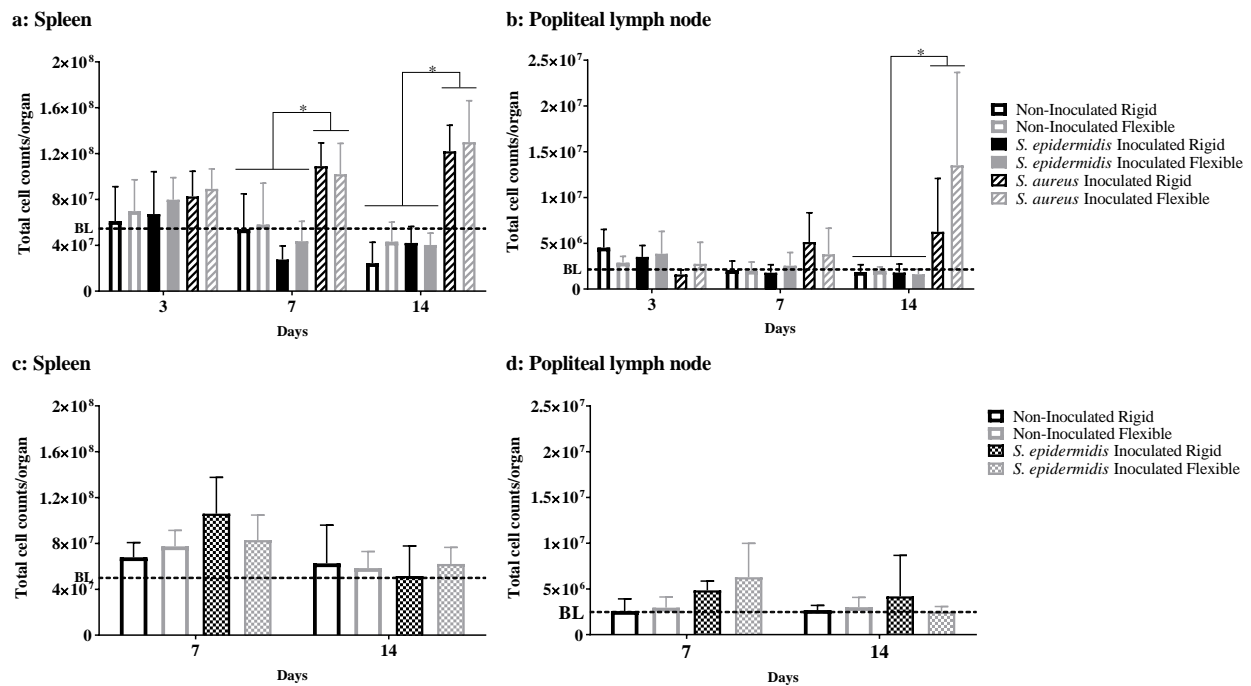 a: Spleen
Total cell counts/organ
2×10⁸
1.6×10⁸
1.2×10⁸
8×10⁷
BL
4×10⁷
0
*
*
3
7
14
Days
b: Popliteal lymph node
Total cell counts/organ
2.5×10⁷
2×10⁷
1.5×10⁷
1×10⁷
5×10⁶
BL
0
*
3
7
14
Days
Non-Inoculated Rigid
Non-Inoculated Flexible
S. epidermidis Inoculated Rigid
S. epidermidis Inoculated Flexible
S. aureus Inoculated Rigid
S. aureus Inoculated Flexible
c: Spleen
Total cell counts/organ
2×10⁸
1.6×10⁸
1.2×10⁸
8×10⁷
BL
4×10⁷
0
7
14
Days
d: Popliteal lymph node
Total cell counts/organ
2.5×10⁷
2×10⁷
1.5×10⁷
1×10⁷
5×10⁶
BL
0
7
14
Days
Non-Inoculated Rigid
Non-Inoculated Flexible
S. epidermidis Inoculated Rigid
S. epidermidis Inoculated Flexible